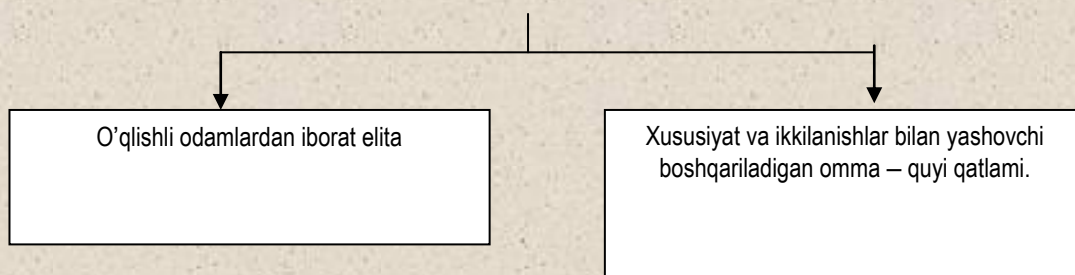 O’qlishli odamlardan iborat elita
Xususiyat va ikkilanishlar bilan yashovchi
boshqariladigan omma – quyi qatlami.